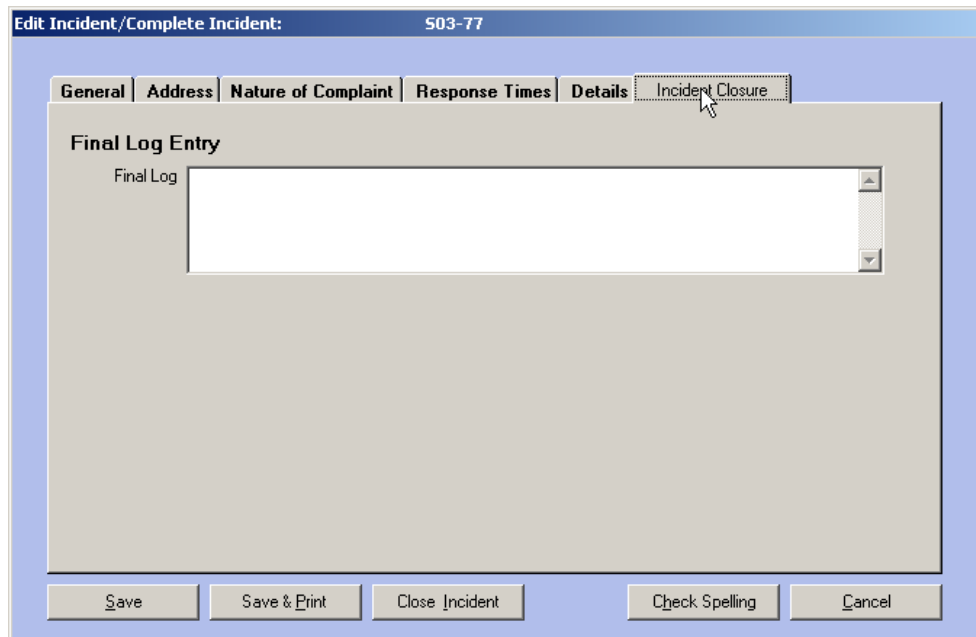 Edit Incident/Complete Incident: S03-77
General Address Nature of Complaint Response Times Details Incident Closure
Final Log Entry
Final Log
Save Save & Print Close Incident Check Spelling Cancel